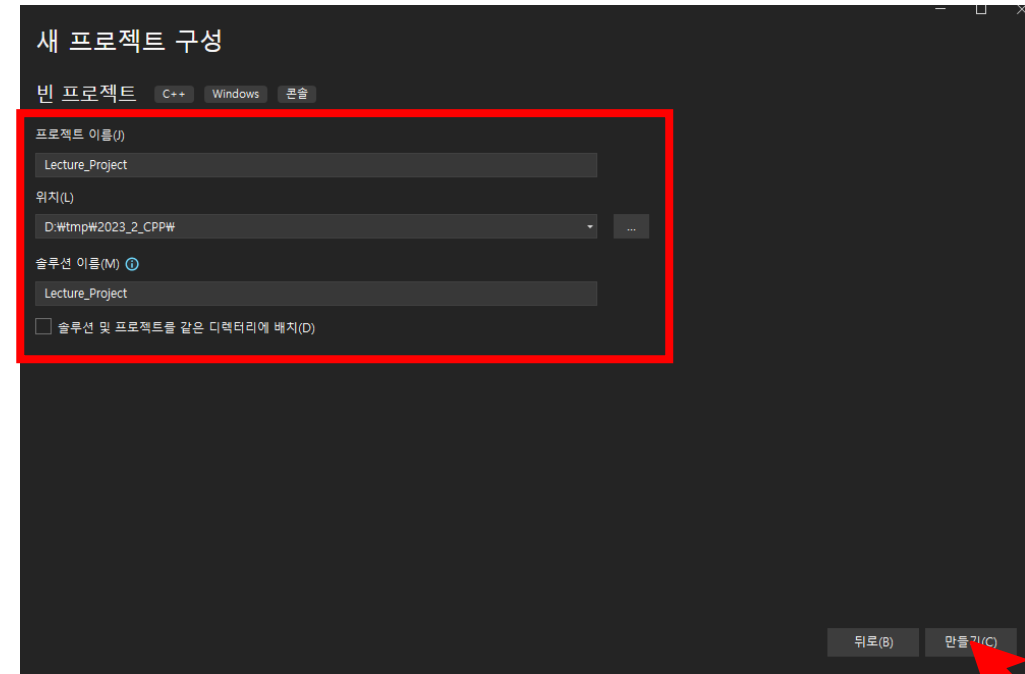 새 프로젝트 구성
빈 프로젝트 C++ Windows 콘솔
프로젝트 이름(J)
Lecture_Project
위치(L)
D:₩tmp₩2023_2_CPP₩
...
솔루션 이름(M)
Lecture_Project
솔루션 및 프로젝트를 같은 디렉터리에 배치(D)
뒤로(B) 만들기(C)